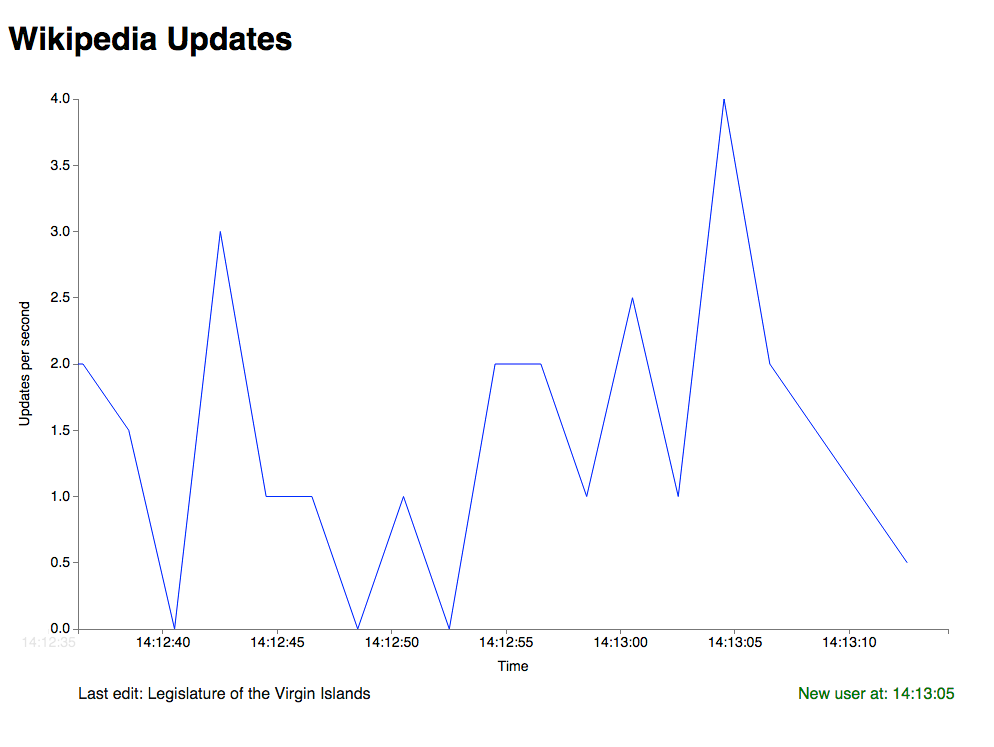 Wikipedia Updates
4.0
3.5
3.0
2.5
2.0
1.5
1.0
0.5
0.0
Updates per second
14:12:35 14:12:40 14:12:45 14:12:50 14:12:55 14:13:00 14:13:05 14:13:10
Time
Last edit: Legislature of the Virgin Islands New user at: 14:13:05